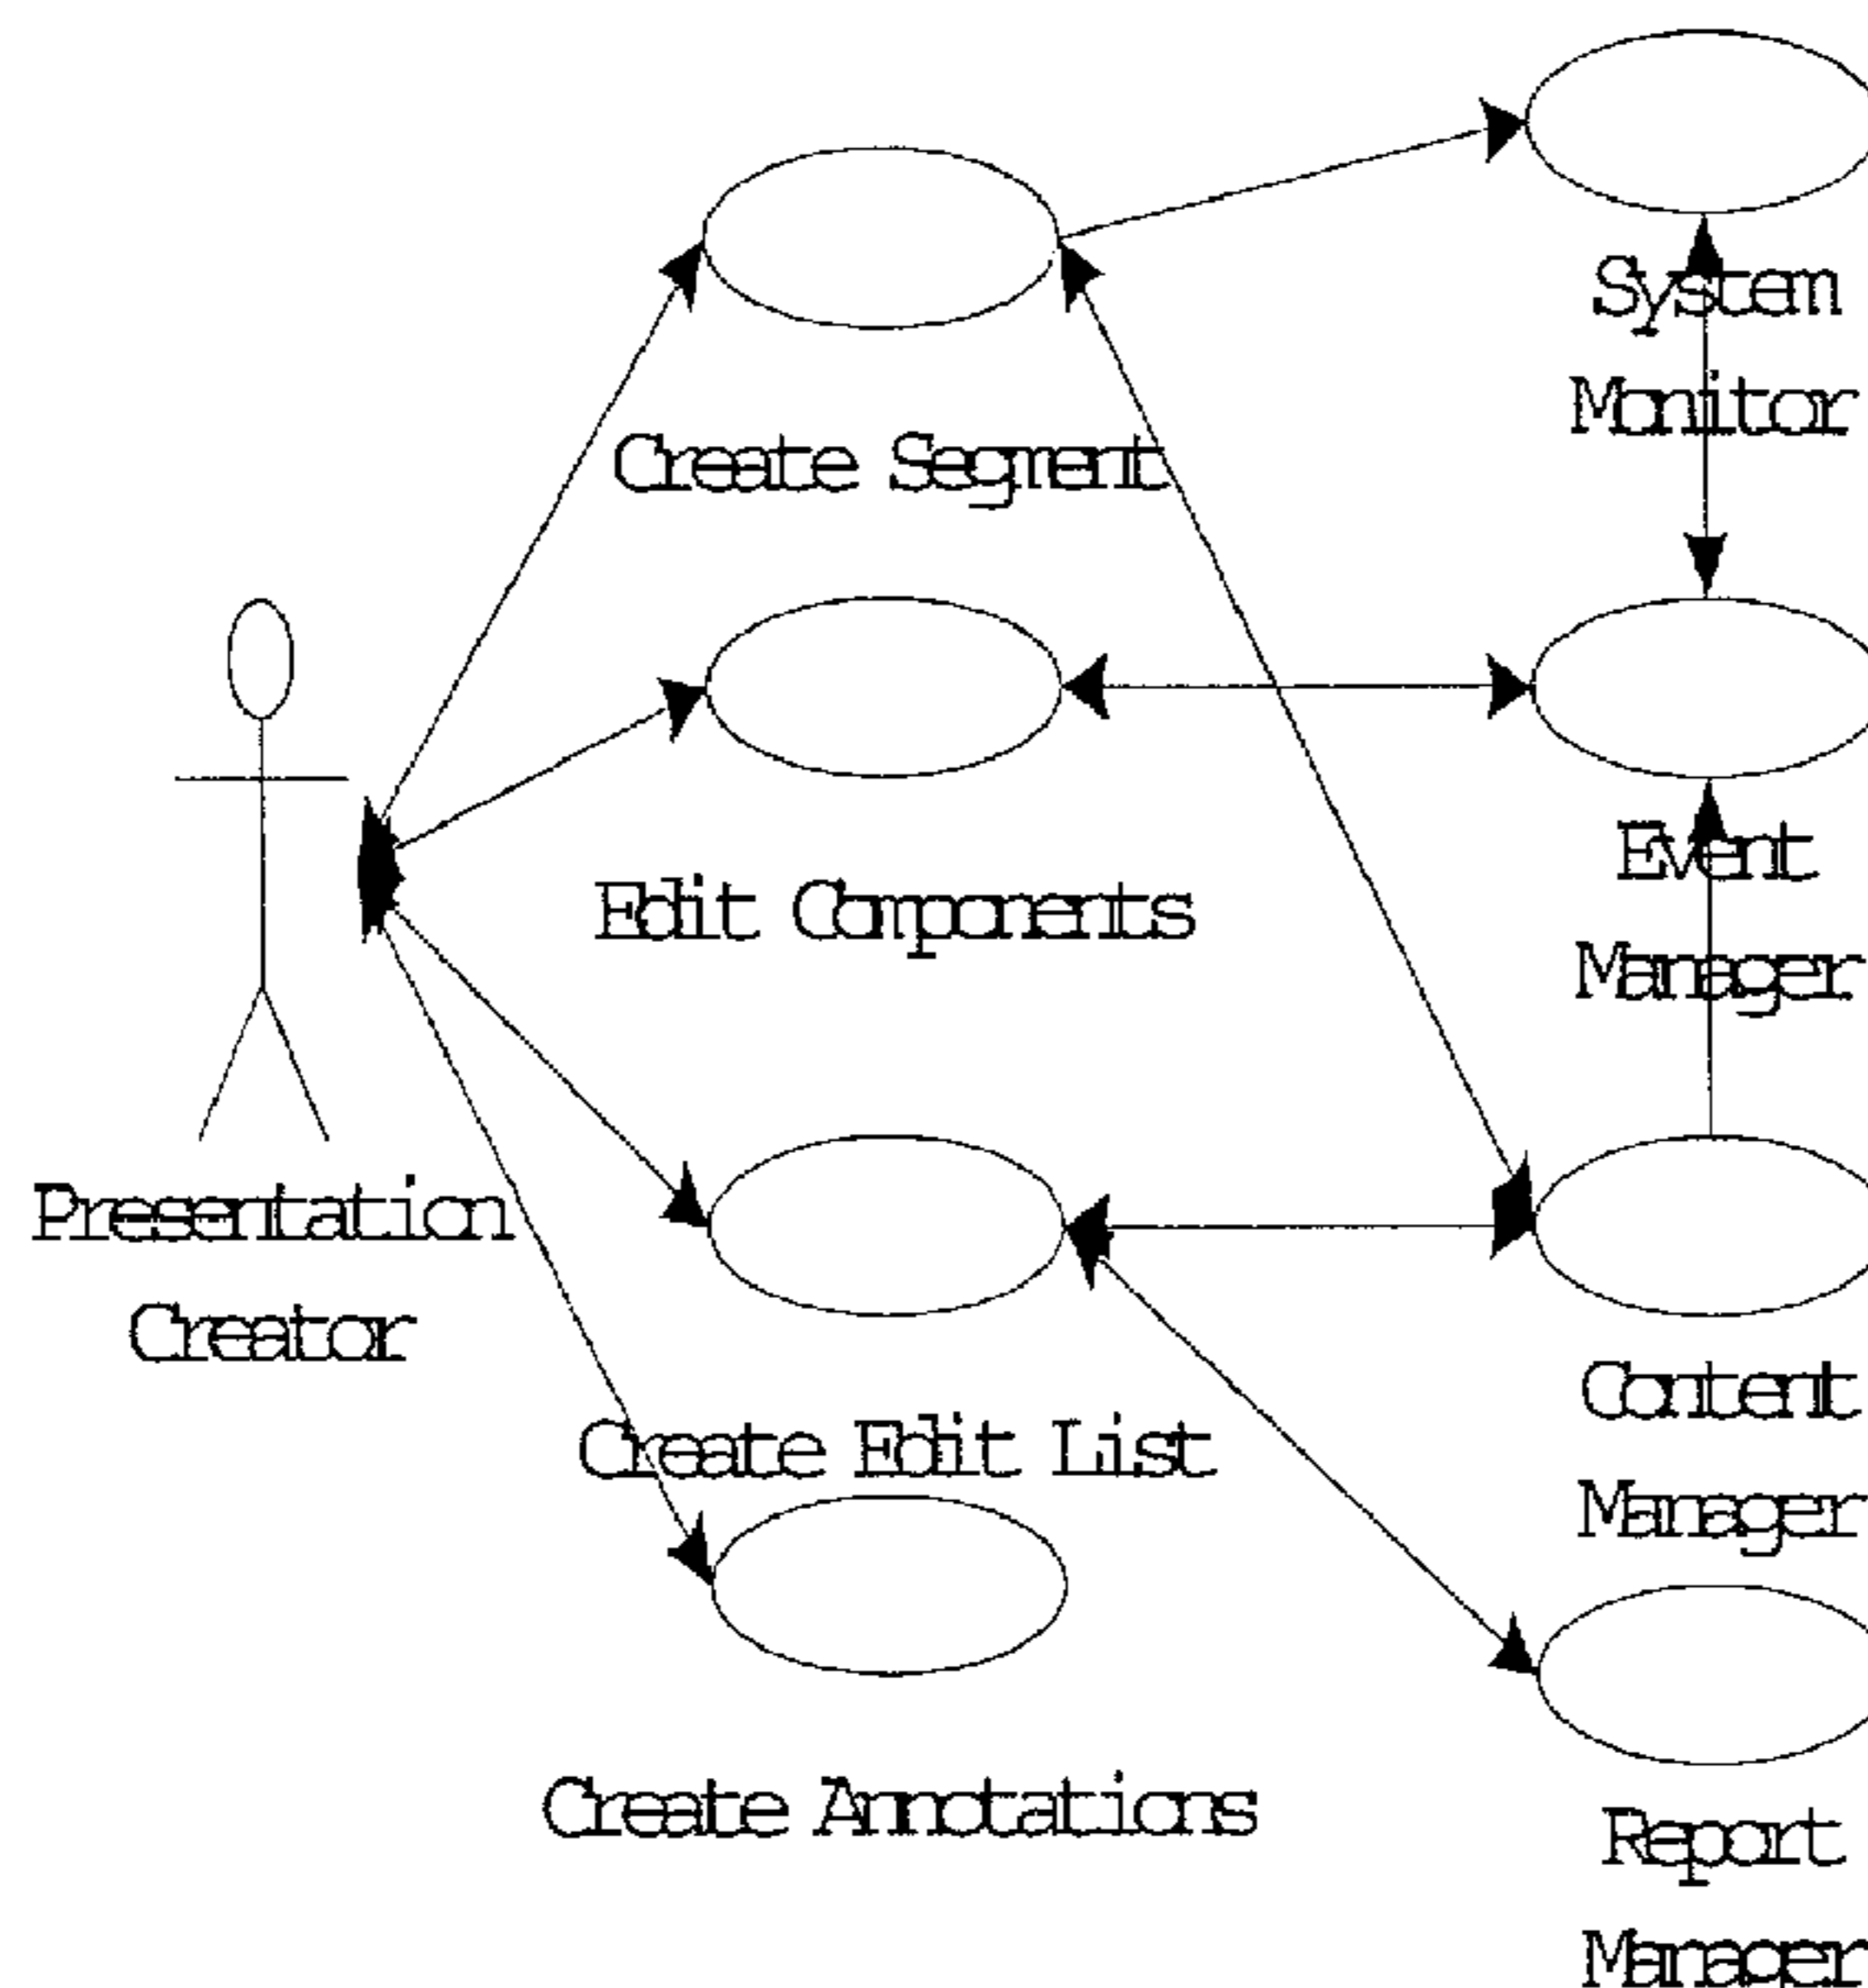 System
Monitor
Create Segment
Event
Manager
Edit Components
Presentation
Creator
Content
Manager
Create Edit List
Report
Manager
Create Annotations